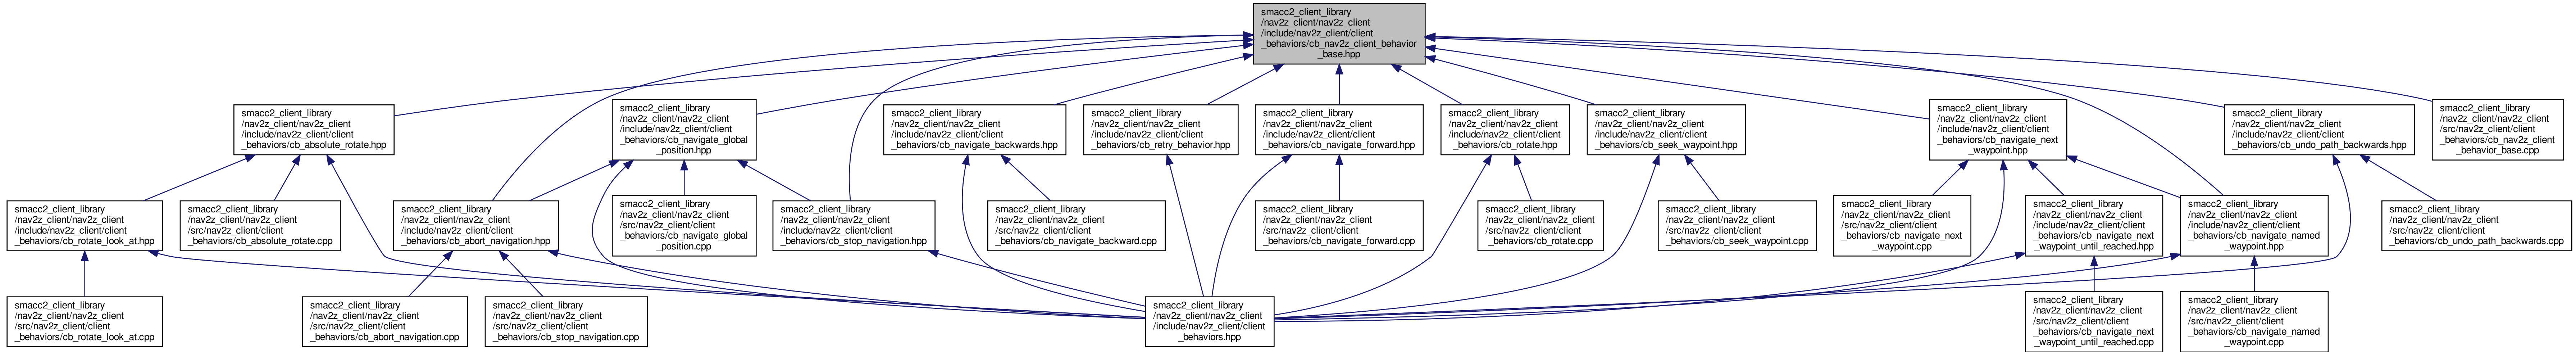 smacc2_client_library
/nav2z_client/nav2z_client
/include/nav2z_client/client
_behaviors/cb_nav2z_client_behavior
_base.hpp
smacc2_client_library
/nav2z_client/nav2z_client
/include/nav2z_client/client
_behaviors/cb_absolute_rotate.hpp
smacc2_client_library
/nav2z_client/nav2z_client
/include/nav2z_client/client
_behaviors/cb_navigate_global
_position.hpp
smacc2_client_library
/nav2z_client/nav2z_client
/include/nav2z_client/client
_behaviors/cb_navigate_backwards.hpp
smacc2_client_library
/nav2z_client/nav2z_client
/include/nav2z_client/client
_behaviors/cb_retry_behavior.hpp
smacc2_client_library
/nav2z_client/nav2z_client
/include/nav2z_client/client
_behaviors/cb_navigate_forward.hpp
smacc2_client_library
/nav2z_client/nav2z_client
/include/nav2z_client/client
_behaviors/cb_rotate.hpp
smacc2_client_library
/nav2z_client/nav2z_client
/include/nav2z_client/client
_behaviors/cb_seek_waypoint.hpp
smacc2_client_library
/nav2z_client/nav2z_client
/include/nav2z_client/client
_behaviors/cb_navigate_next
_waypoint.hpp
smacc2_client_library
/nav2z_client/nav2z_client
/include/nav2z_client/client
_behaviors/cb_undo_path_backwards.hpp
smacc2_client_library
/nav2z_client/nav2z_client
/src/nav2z_client/client
_behaviors/cb_nav2z_client
_behavior_base.cpp
smacc2_client_library
/nav2z_client/nav2z_client
/include/nav2z_client/client
_behaviors/cb_rotate_look_at.hpp
smacc2_client_library
/nav2z_client/nav2z_client
/src/nav2z_client/client
_behaviors/cb_absolute_rotate.cpp
smacc2_client_library
/nav2z_client/nav2z_client
/include/nav2z_client/client
_behaviors/cb_abort_navigation.hpp
smacc2_client_library
/nav2z_client/nav2z_client
/src/nav2z_client/client
_behaviors/cb_navigate_global
_position.cpp
smacc2_client_library
/nav2z_client/nav2z_client
/include/nav2z_client/client
_behaviors/cb_stop_navigation.hpp
smacc2_client_library
/nav2z_client/nav2z_client
/src/nav2z_client/client
_behaviors/cb_navigate_backward.cpp
smacc2_client_library
/nav2z_client/nav2z_client
/src/nav2z_client/client
_behaviors/cb_navigate_forward.cpp
smacc2_client_library
/nav2z_client/nav2z_client
/src/nav2z_client/client
_behaviors/cb_rotate.cpp
smacc2_client_library
/nav2z_client/nav2z_client
/src/nav2z_client/client
_behaviors/cb_seek_waypoint.cpp
smacc2_client_library
/nav2z_client/nav2z_client
/src/nav2z_client/client
_behaviors/cb_navigate_next
_waypoint.cpp
smacc2_client_library
/nav2z_client/nav2z_client
/include/nav2z_client/client
_behaviors/cb_navigate_next
_waypoint_until_reached.hpp
smacc2_client_library
/nav2z_client/nav2z_client
/include/nav2z_client/client
_behaviors/cb_navigate_named
_waypoint.hpp
smacc2_client_library
/nav2z_client/nav2z_client
/src/nav2z_client/client
_behaviors/cb_undo_path_backwards.cpp
smacc2_client_library
/nav2z_client/nav2z_client
/src/nav2z_client/client
_behaviors/cb_rotate_look_at.cpp
smacc2_client_library
/nav2z_client/nav2z_client
/src/nav2z_client/client
_behaviors/cb_abort_navigation.cpp
smacc2_client_library
/nav2z_client/nav2z_client
/src/nav2z_client/client
_behaviors/cb_stop_navigation.cpp
smacc2_client_library
/nav2z_client/nav2z_client
/include/nav2z_client/client
_behaviors.hpp
smacc2_client_library
/nav2z_client/nav2z_client
/src/nav2z_client/client
_behaviors/cb_navigate_next
_waypoint_until_reached.cpp
smacc2_client_library
/nav2z_client/nav2z_client
/src/nav2z_client/client
_behaviors/cb_navigate_named
_waypoint.cpp